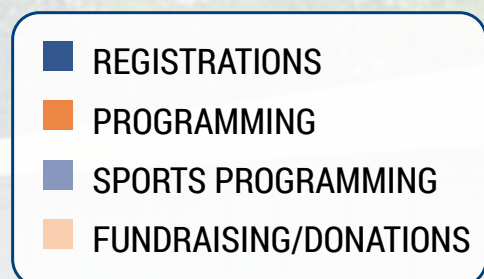 REGISTRATIONS
PROGRAMMING
SPORTS PROGRAMMING
FUNDRAISING/DONATIONS